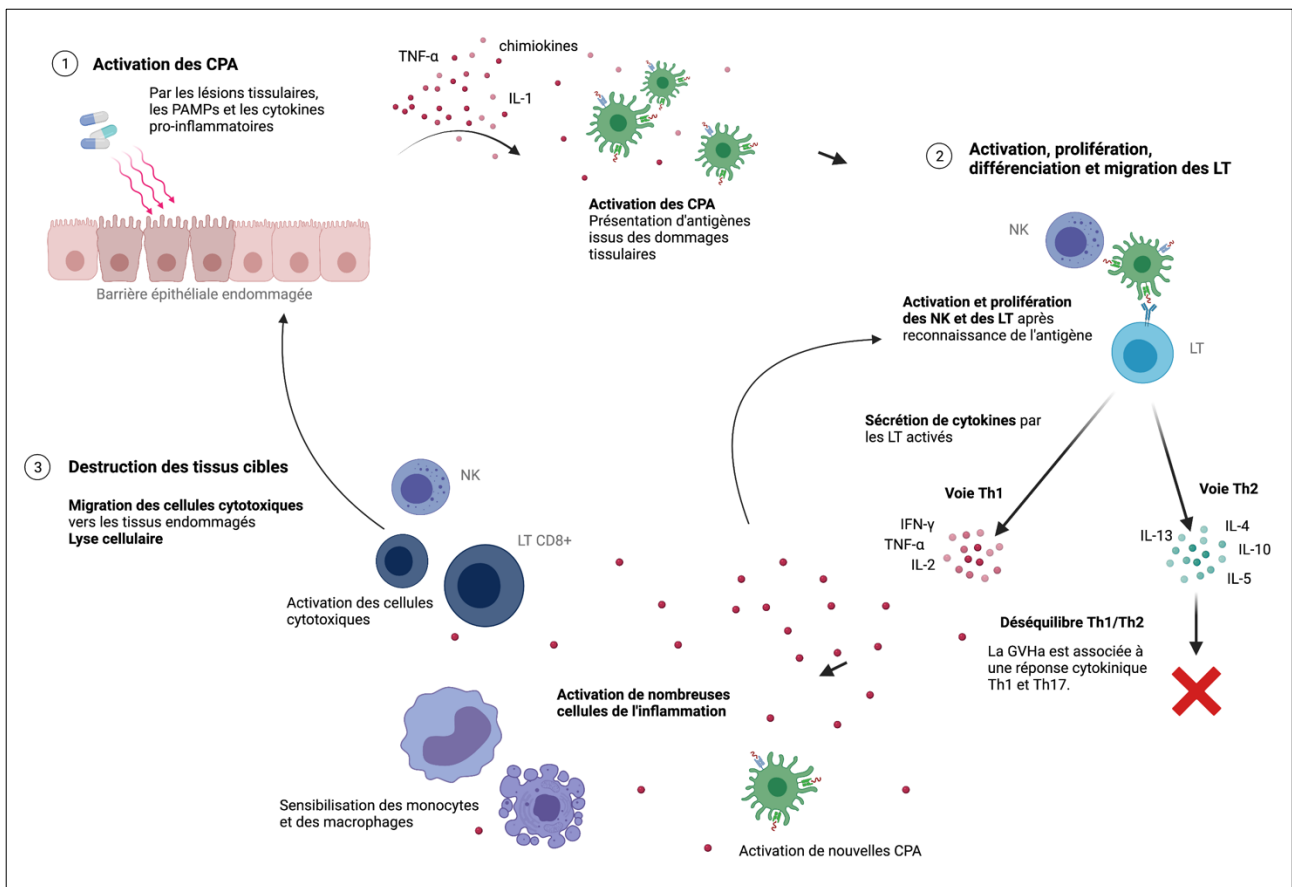 1 Activation des CPA
Par les lésions tissulaires,
les PAMPs et les cytokines
pro-inflammatoires
Barrière épithéliale endommagée
TNF-α
chimiokines
IL-1
Activation des CPA
Présentation d'antigènes
issus des dommages
tissulaires
2 Activation, prolifération,
différenciation et migration des LT
NK
Activation et prolifération
des NK et des LT après
reconnaissance de l'antigène
LT
Sécrétion de cytokines par
les LT activés
Voie Th1
IFN-γ
TNF-α
IL-2
Voie Th2
IL-4
IL-13
IL-10
IL-5
Déséquilibre Th1/Th2
La GVHa est associée à
une réponse cytokinique
Th1 et Th17.
3 Destruction des tissus cibles
Migration des cellules cytotoxiques
vers les tissus endommagés
Lyse cellulaire
NK
LT CD8+
Activation des cellules
cytotoxiques
Activation de nombreuses
cellules de l'inflammation
Sensibilisation des monocytes
et des macrophages
Activation de nouvelles CPA